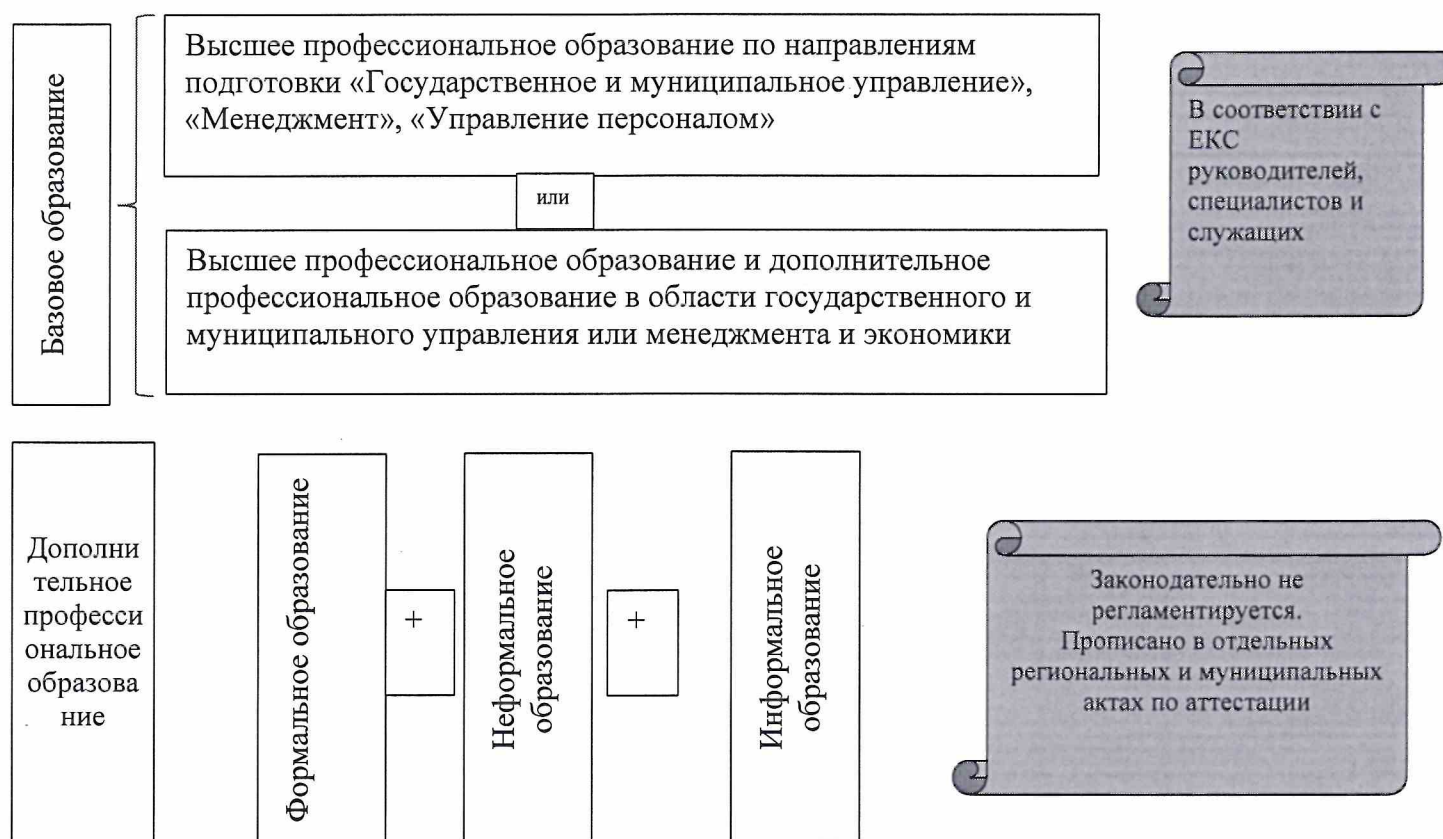 Базовое образование
Высшее профессиональное образование по направлениям
подготовки «Государственное и муниципальное управление»,
«Менеджмент», «Управление персоналом»
или
Высшее профессиональное образование и дополнительное
профессиональное образование в области государственного и
муниципального управления или менеджмента и экономики
В соответствии с
ЕКС
руководителей,
специалистов и
служащих
Дополни
тельное
професси
ональное
образова
ние
Формальное образование
+
Неформальное
образование
+
Информальное
образование
Законодательно не
регламентируется.
Прописано в отдельных
региональных и муниципальных
актах по аттестации